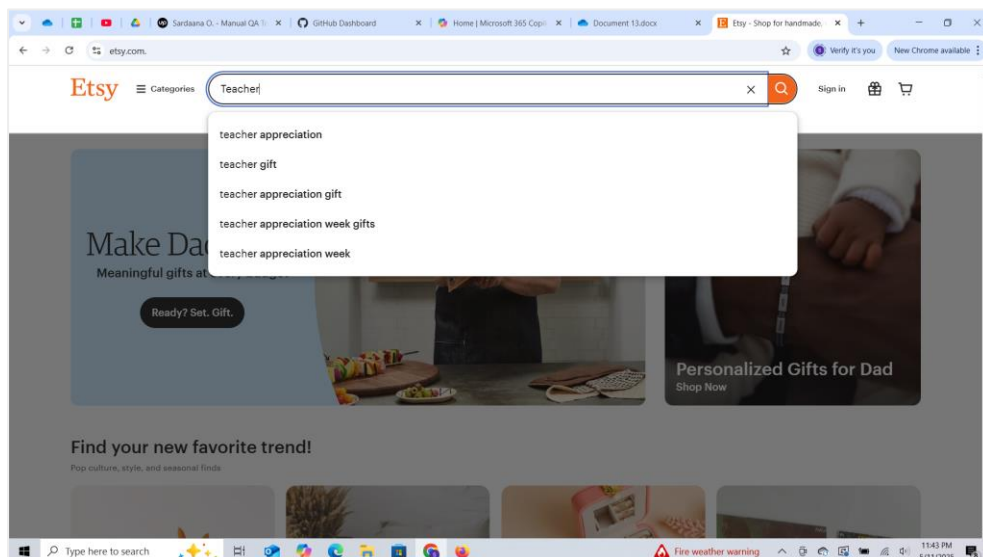 Sardaana O. - Manual QA
GitHub Dashboard
Home | Microsoft 365 Copil
Document 13.docx
Etsy - Shop for handmade,
etsy.com.
Verify it's you
New Chrome available
Etsy
Categories
Teacher
Sign in
teacher appreciation
teacher gift
teacher appreciation gift
teacher appreciation week gifts
teacher appreciation week
Make Da
Meaningful gifts at
Ready? Set. Gift.
Personalized Gifts for Dad
Shop Now
Find your new favorite trend!
Pop culture, style, and seasonal finds
Type here to search
Fire weather warning
11:43 PM